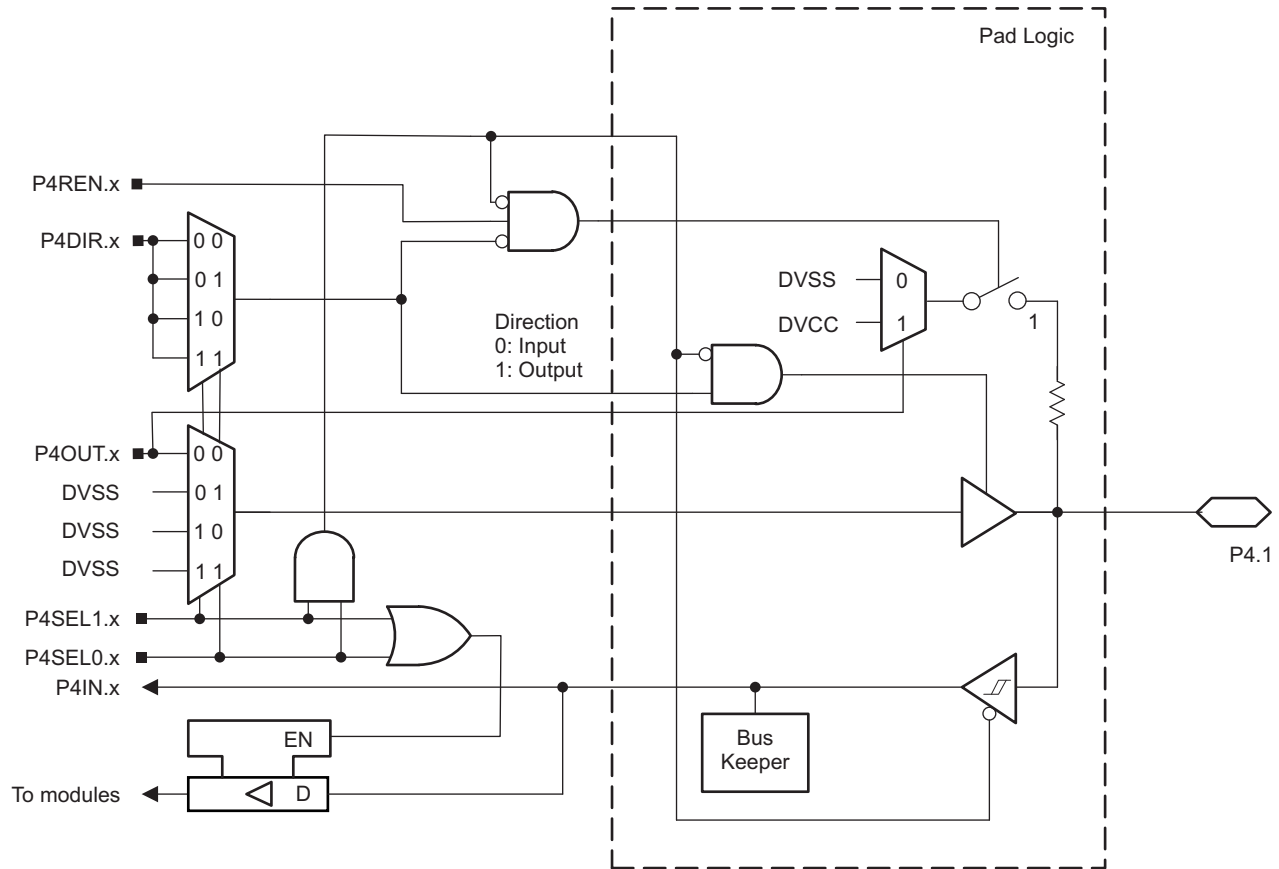 Pad Logic
P4REN.x
P4DIR.x
0 0
0 1
1 0
1 1
Direction
0: Input
1: Output
DVSS
0
DVCC
1
1
P4OUT.x
0 0
DVSS
0 1
DVSS
1 0
DVSS
1 1
P4.1
P4SEL1.x
P4SEL0.x
P4IN.x
EN
Bus
Keeper
To modules
D